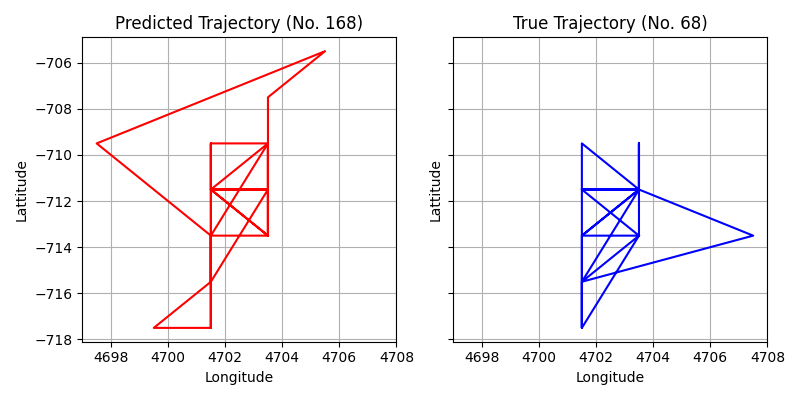 Predicted Trajectory (No. 168)
True Trajectory (No. 68)
Lattitude
−706
−708
−710
−712
−714
−716
−718
4698 4700 4702 4704 4706 4708
Longitude
Lattitude
4698 4700 4702 4704 4706 4708
Longitude